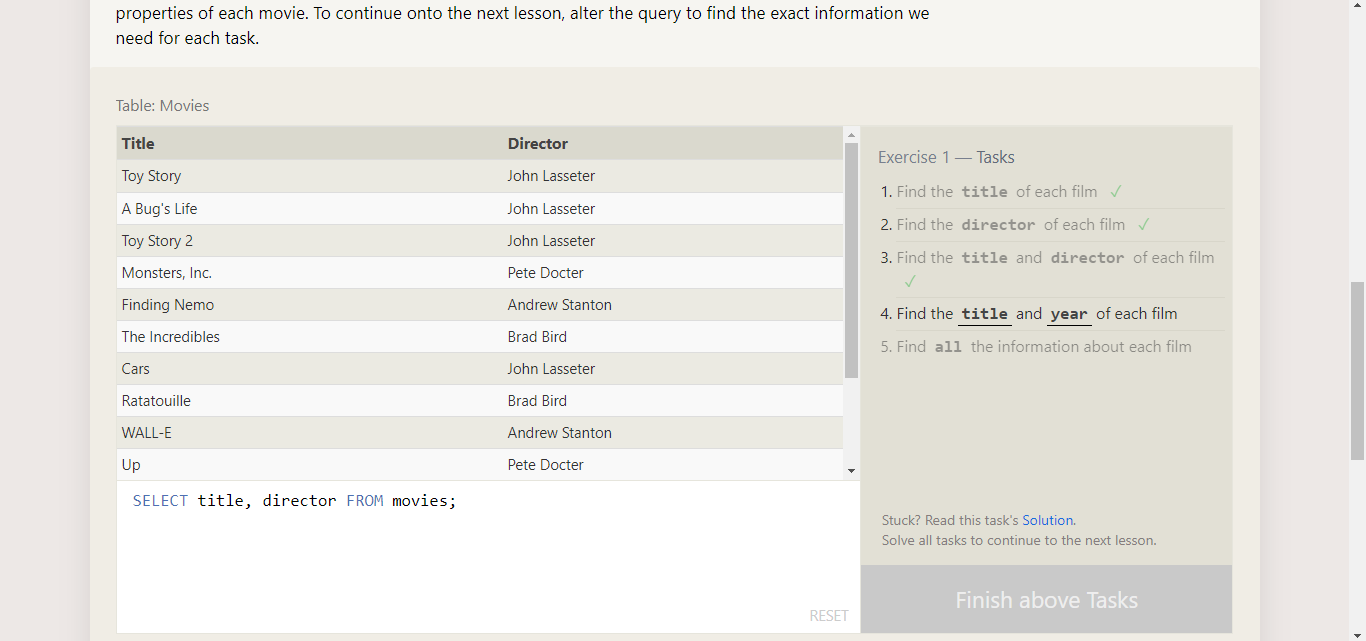 properties of each movie. To continue onto the next lesson, alter the query to find the exact information we
need for each task.
Table: Movies
Title Director
Toy Story John Lasseter
A Bug's Life John Lasseter
Toy Story 2 John Lasseter
Monsters, Inc. Pete Docter
Finding Nemo Andrew Stanton
The Incredibles Brad Bird
Cars John Lasseter
Ratatouille Brad Bird
WALL-E Andrew Stanton
Up Pete Docter
SELECT title, director FROM movies;
RESET
Exercise 1 — Tasks
1. Find the title of each film ✓
2. Find the director of each film ✓
3. Find the title and director of each film
✓
4. Find the title and year of each film
5. Find all the information about each film
Stuck? Read this task's Solution.
Solve all tasks to continue to the next lesson.
Finish above Tasks